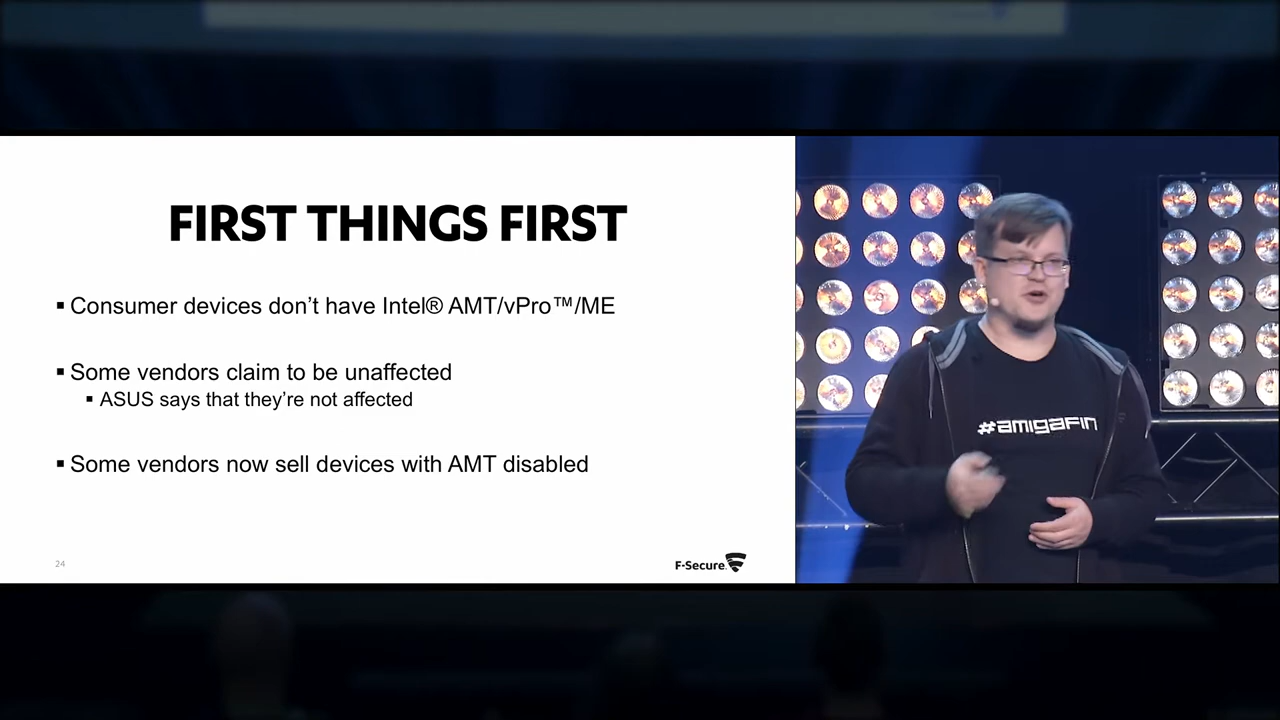 FIRST THINGS FIRST
▪ Consumer devices don’t have Intel® AMT/vPro™/ME
▪ Some vendors claim to be unaffected
▪ ASUS says that they’re not affected
▪ Some vendors now sell devices with AMT disabled
24
F-Secure.
#amigaFIN